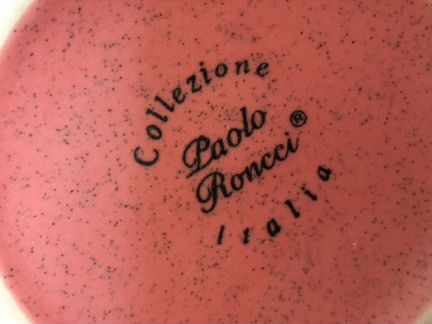 Collezione
Paolo
Roncci®
Italia